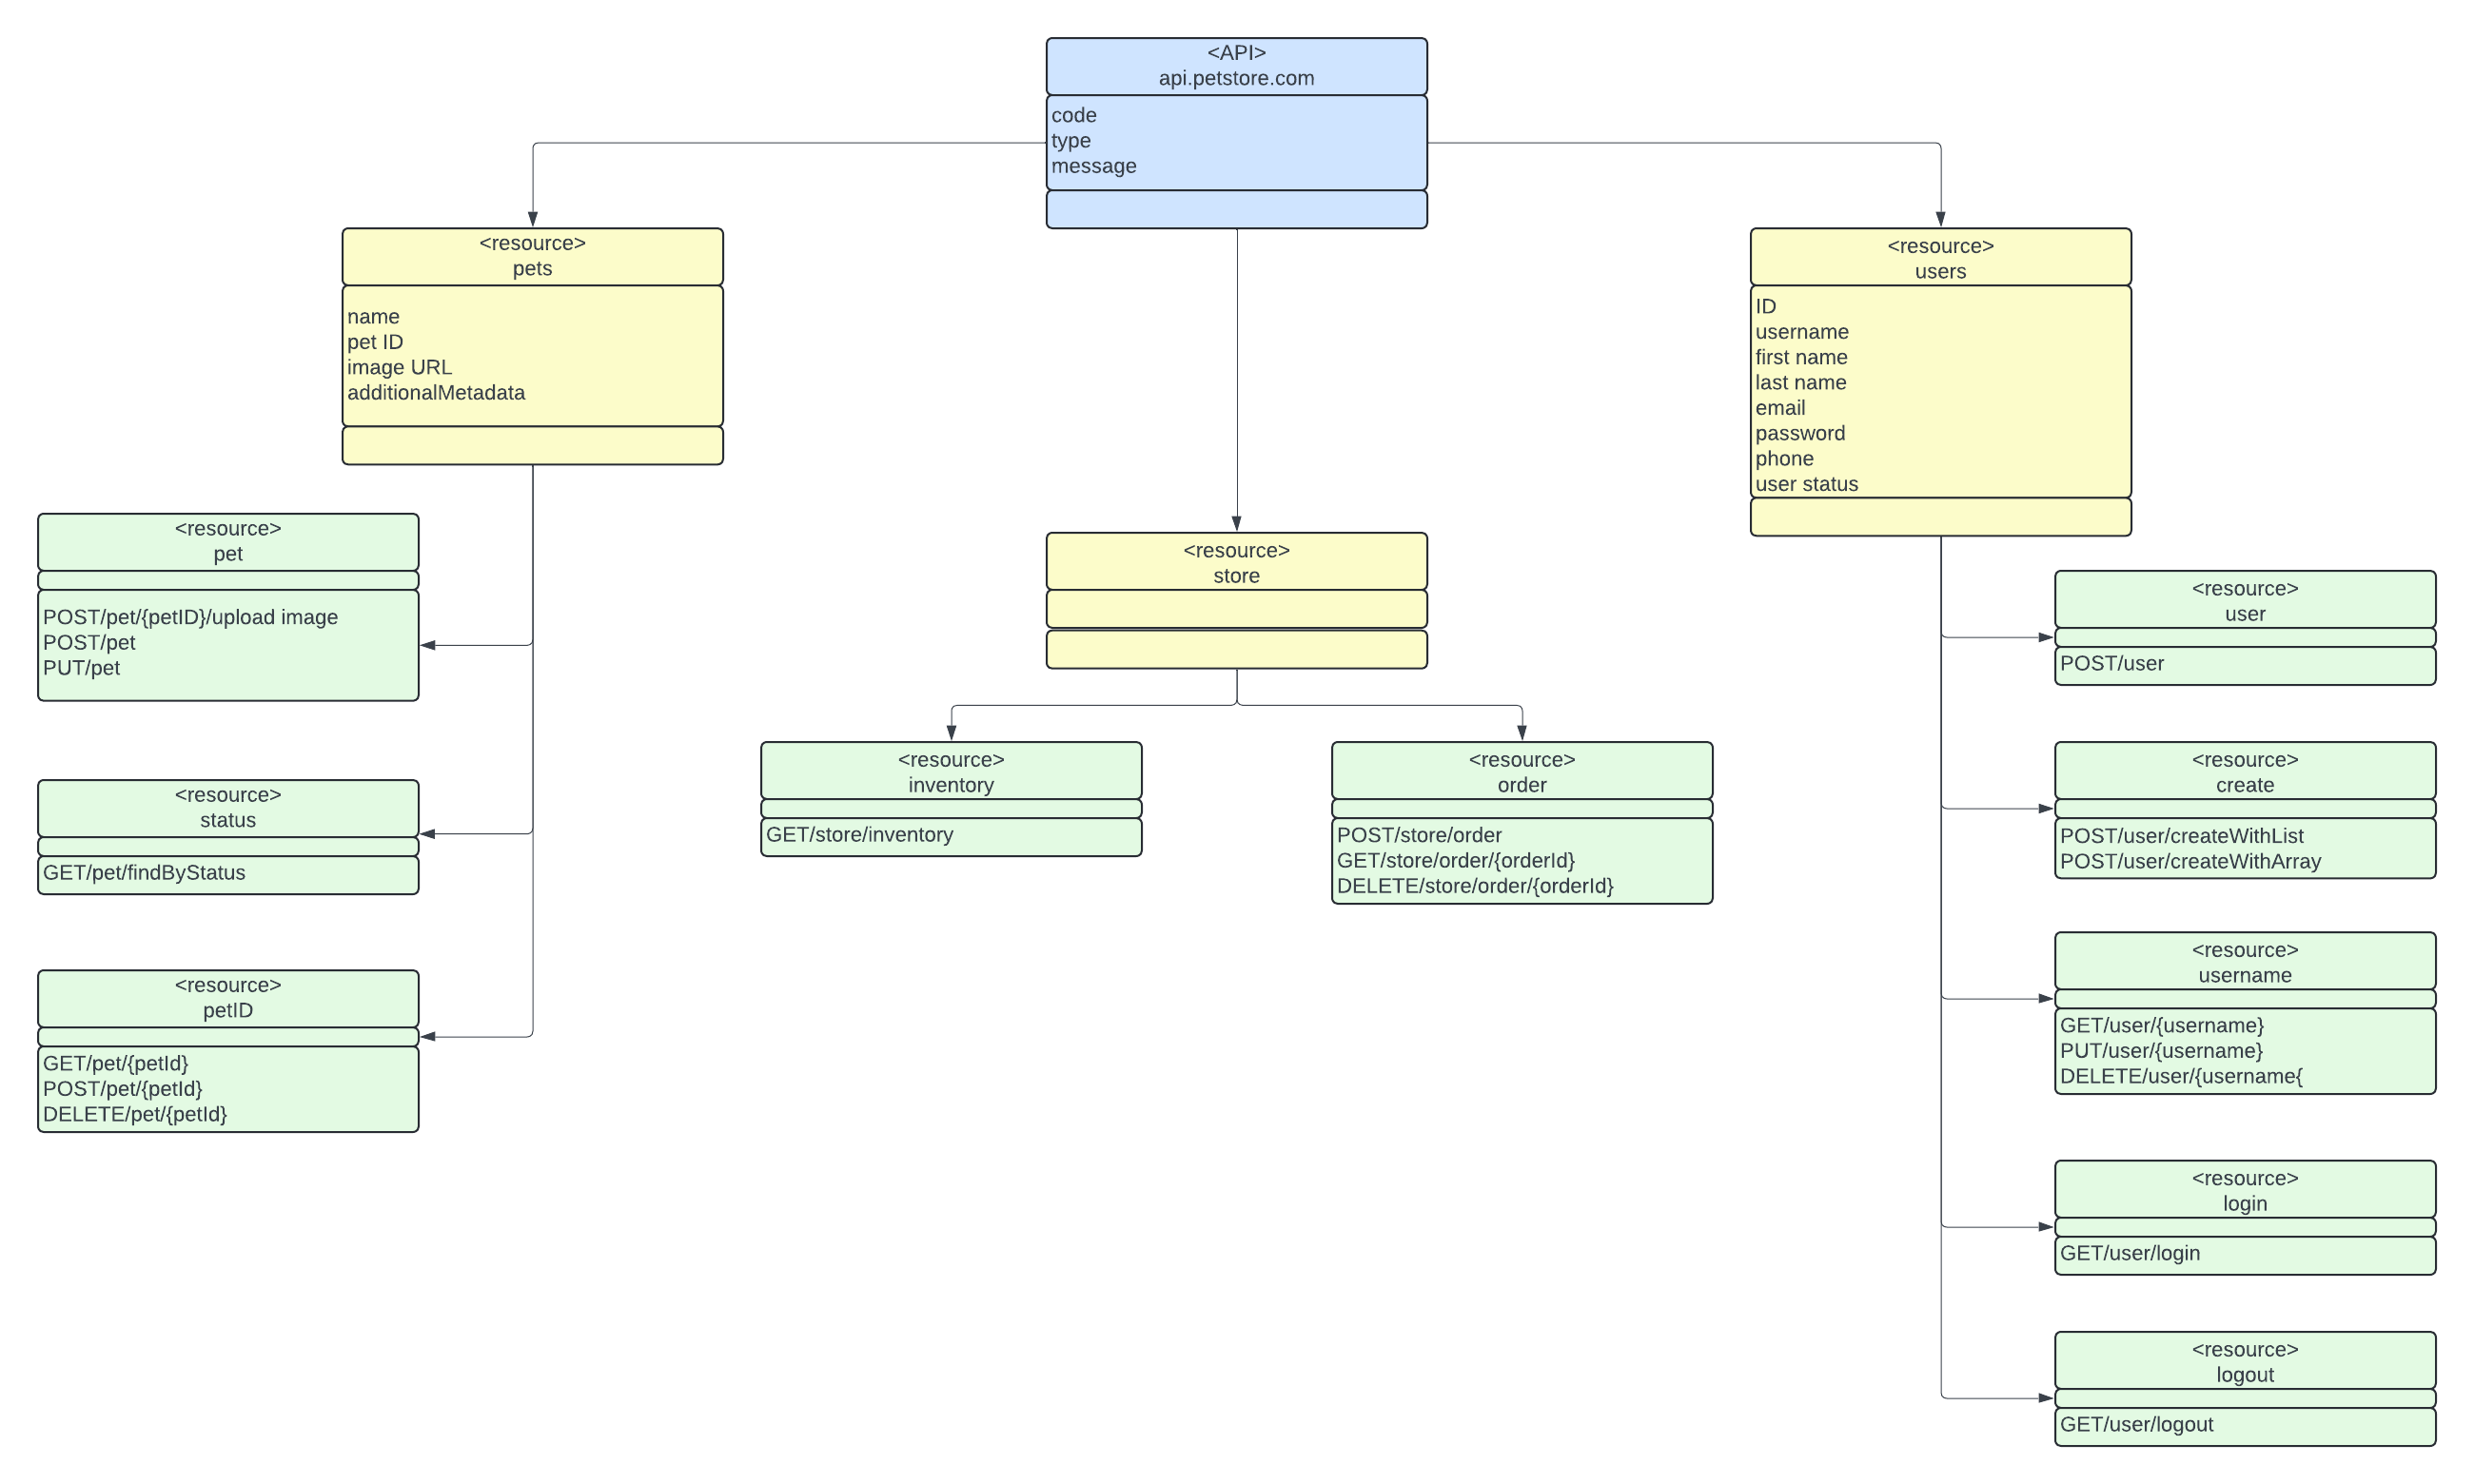 <API>
api.petstore.com
code
type
message
<resource>
pets
name
pet ID
image URL
additionalMetadata
<resource>
users
ID
username
first name
last name
email
password
phone
user status
<resource>
pet
POST/pet/{petID}/upload image
POST/pet
PUT/pet
<resource>
status
GET/pet/findByStatus
<resource>
petID
GET/pet/{petId}
POST/pet/{petId}
DELETE/pet/{petId}
<resource>
store
<resource>
inventory
GET/store/inventory
<resource>
order
POST/store/order
GET/store/order/{orderId}
DELETE/store/order/{orderId}
<resource>
user
POST/user
<resource>
create
POST/user/createWithList
POST/user/createWithArray
<resource>
username
GET/user/{username}
PUT/user/{username}
DELETE/user/{username{
<resource>
login
GET/user/login
<resource>
logout
GET/user/logout